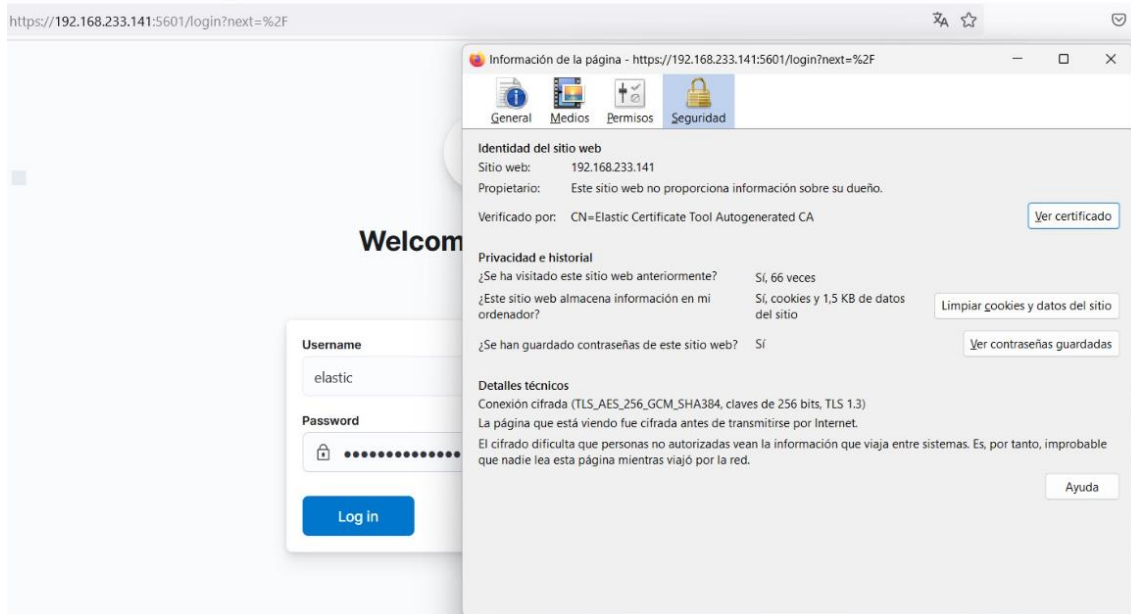 https://192.168.233.141:5601/login?next=%2F
Información de la página - https://192.168.233.141:5601/login?next=%2F
General Medios Permisos Seguridad
Identidad del sitio web
Sitio web: 192.168.233.141
Propietario: Este sitio web no proporciona información sobre su dueño.
Verificado por: CN=Elastic Certificate Tool Autogenerated CA
Ver certificado
Privacidad e historial
¿Se ha visitado este sitio web anteriormente? Sí, 66 veces
¿Este sitio web almacena información en mi
ordenador?
Sí, cookies y 1,5 KB de datos
del sitio
Limpiar cookies y datos del sitio
¿Se han guardado contraseñas de este sitio web? Sí
Ver contraseñas guardadas
Detalles técnicos
Conexión cifrada (TLS_AES_256_GCM_SHA384, claves de 256 bits, TLS 1.3)
La página que está viendo fue cifrada antes de transmitirse por Internet.
El cifrado dificulta que personas no autorizadas vean la información que viaja entre sistemas. Es, por tanto, improbable
que nadie lea esta página mientras viajó por la red.
Ayuda
Welcom
Username
elastic
Password
Log in